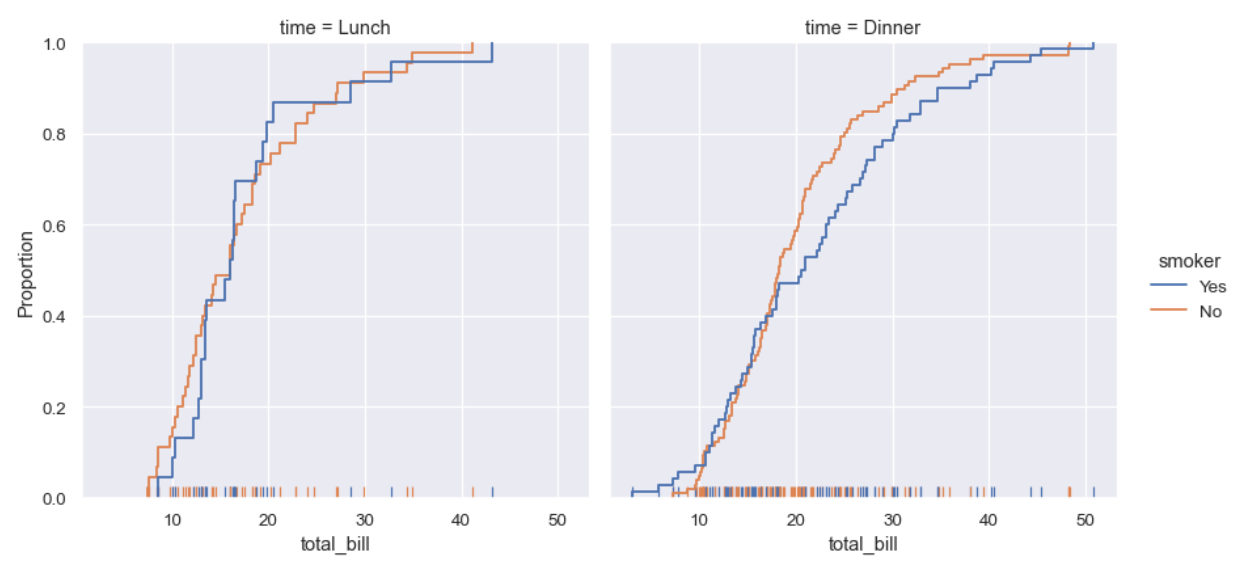 time = Lunch
time = Dinner
1.0
0.8
0.6
0.4
0.2
0.0
Proportion
10 20 30 40 50
total_bill
10 20 30 40 50
total_bill
smoker
Yes
No